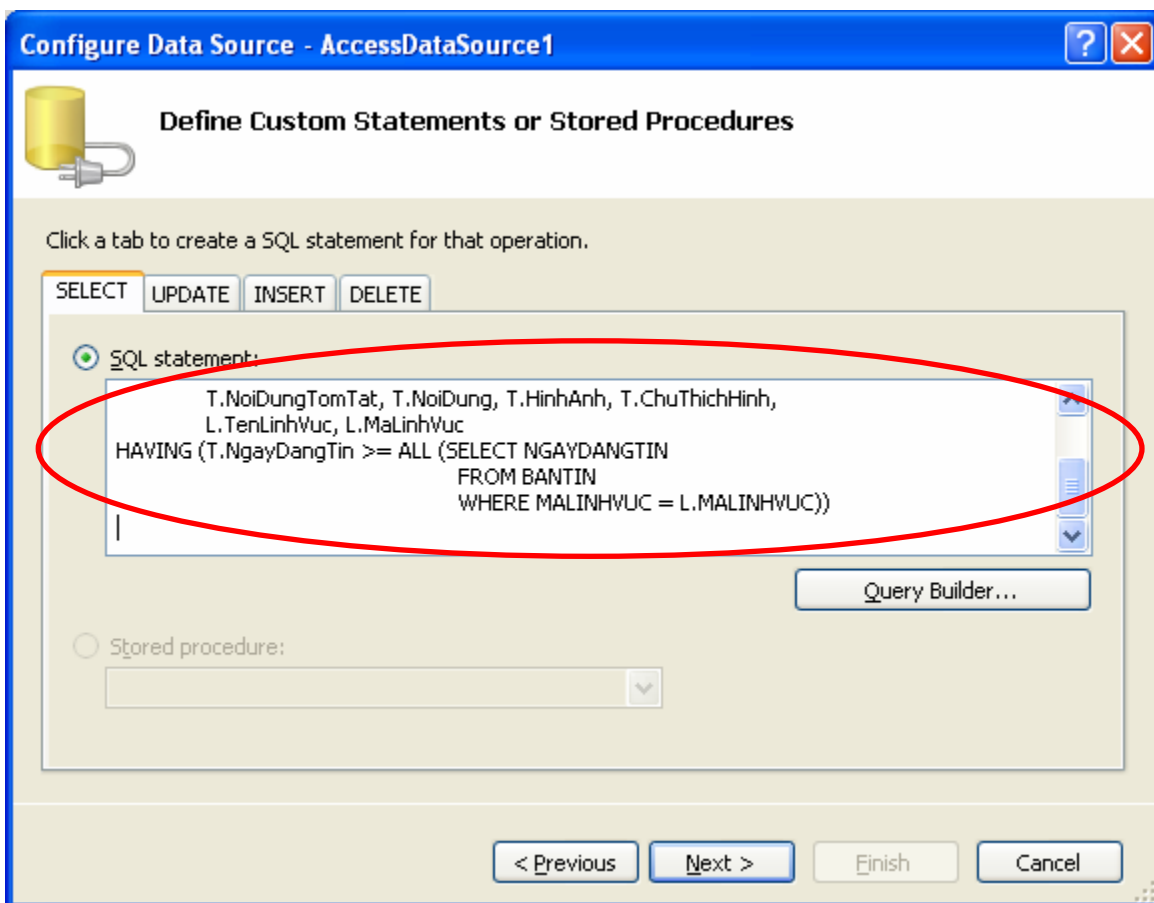 Configure Data Source - AccessDataSource1
Define Custom Statements or Stored Procedures
Click a tab to create a SQL statement for that operation.
SELECT UPDATE INSERT DELETE
SQL statement:
T.NoiDungTomTat, T.NoiDung, T.HinhAnh, T.ChuThichHinh,
L.TenLinhVuc, L.MaLinhVuc
HAVING (T.NgayDangTin >= ALL (SELECT NGAYDANGTIN
FROM BANTIN
WHERE MALINHVUC = L.MALINHVUC))
Query Builder...
Stored procedure:
< Previous Next > Finish Cancel